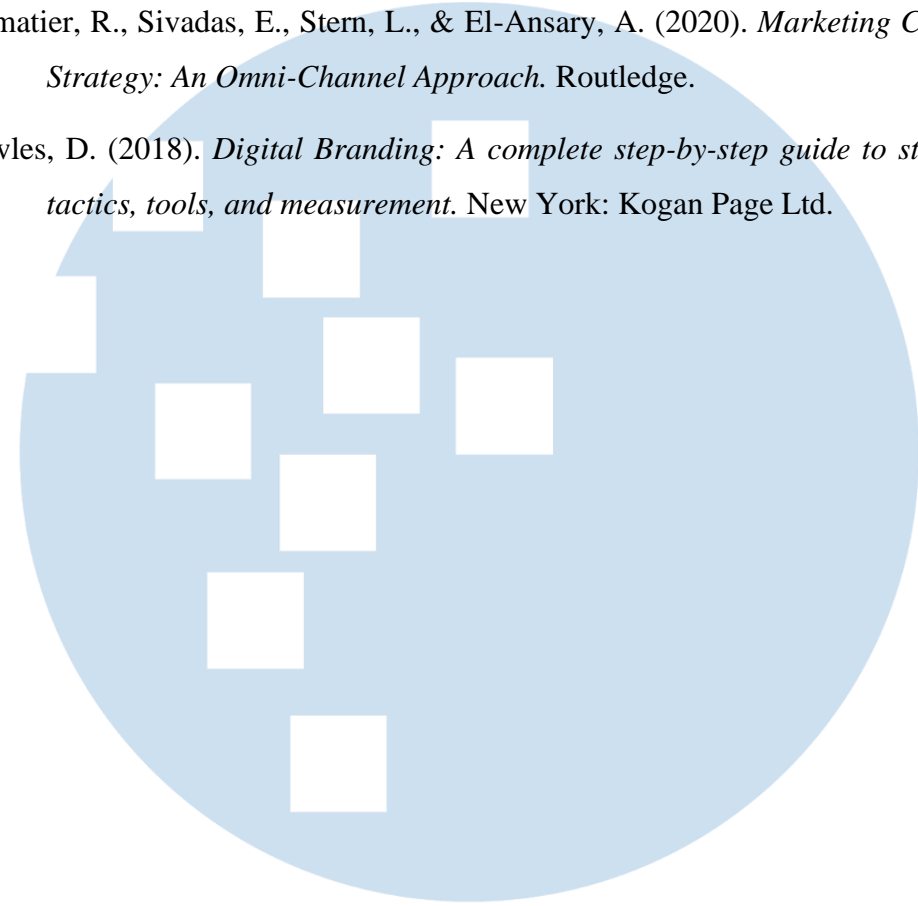 matier, R., Sivadas, E., Stern, L., & El-Ansary, A. (2020). Marketing C
Strategy: An Omni-Channel Approach. Routledge.
vles, D. (2018). Digital Branding: A complete step-by-step guide to st
tactics, tools, and measurement. New York: Kogan Page Ltd.